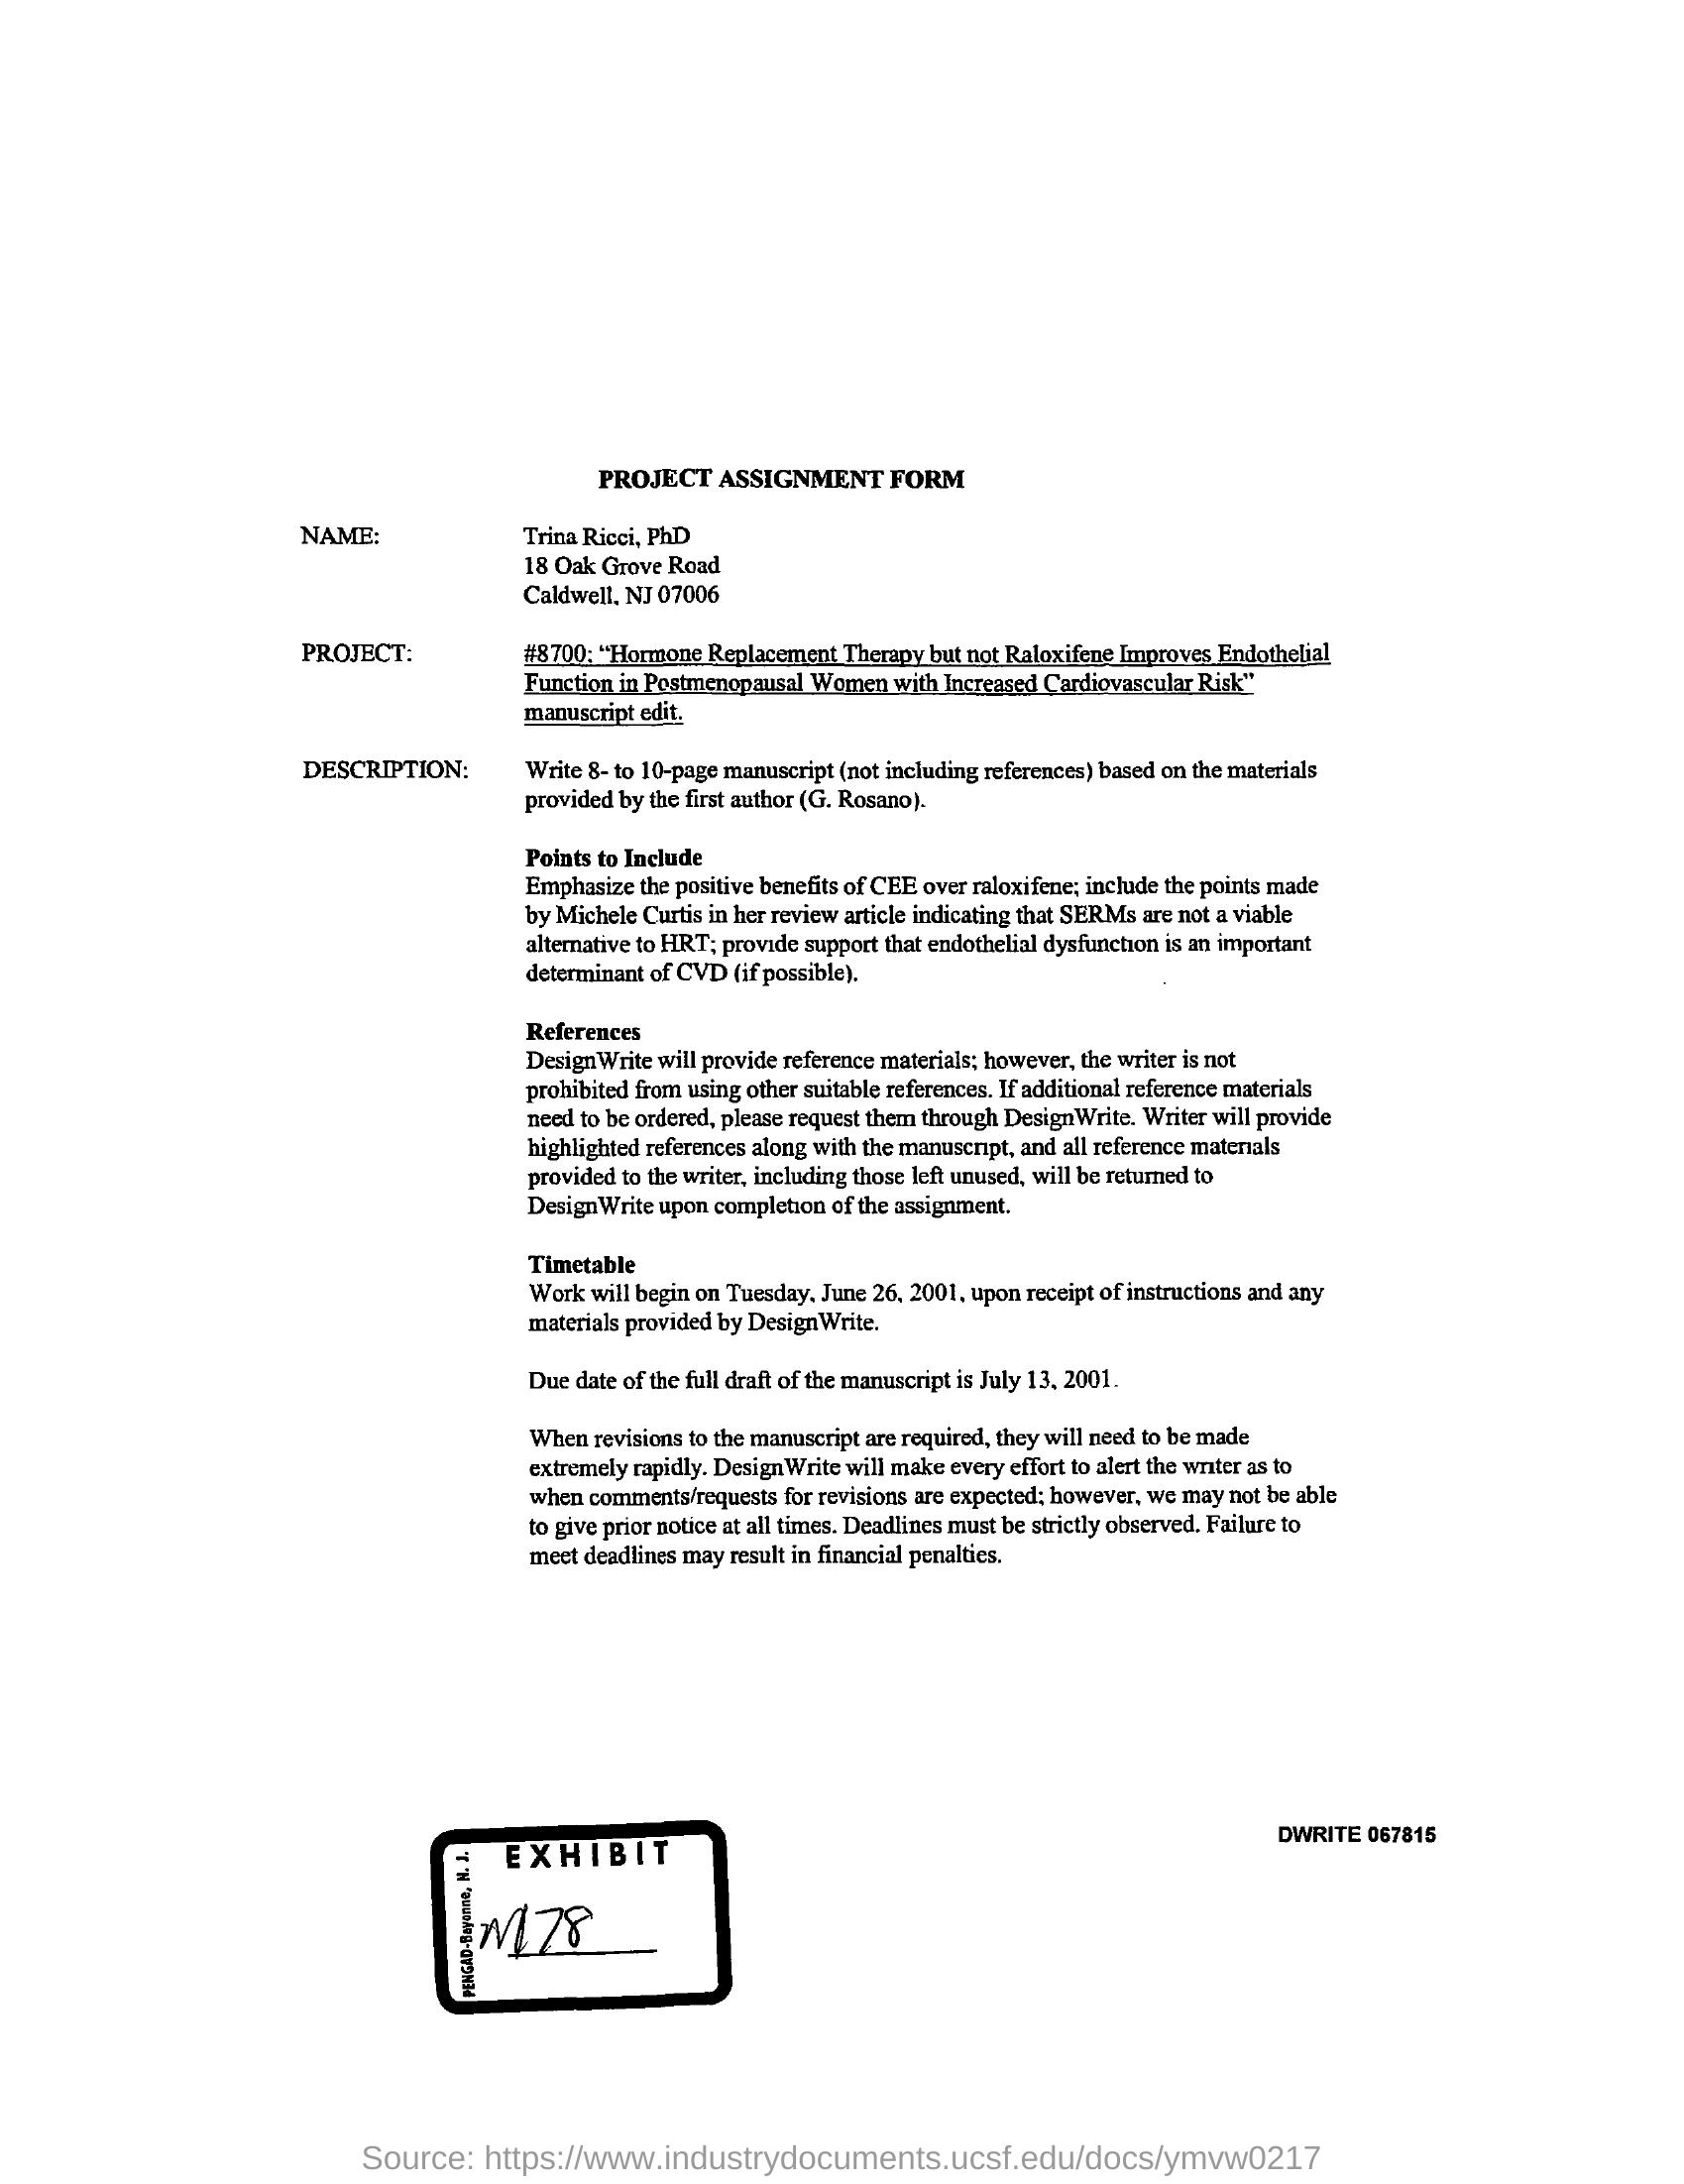 PROJECT ASSIGNMENT FORM
NAME: Trina Ricci, PhD
18 Oak Grove Road
Caldwell, NJ 07006
PROJECT: #8700: “Hormone Replacement Therapy but not Raloxifene Improves Endothelial
Function in Postmenopausal Women with Increased Cardiovascular Risk”
manuscript edit.
DESCRIPTION: Write 8- to 10-page manuscript (not including references) based on the materials
provided by the first author (G. Rosano).
Points to Include
Emphasize the positive benefits of CEE over raloxifene; include the points made
by Michele Curtis in her review article indicating that SERMs are not a viable
alternative to HRT; provide support that endothelial dysfunction is an important
determinant of CVD (if possible).
References
DesignWrite will provide reference materials; however, the writer is not
prohibited from using other suitable references. If additional reference materials
need to be ordered, please request them through DesignWrite. Writer will provide
highlighted references along with the manuscript, and all reference materials
provided to the writer, including those left unused, will be returned to
DesignWrite upon completion of the assignment.
Timetable
Work will begin on Tuesday, June 26, 2001, upon receipt of instructions and any
materials provided by DesignWrite.
Due date of the full draft of the manuscript is July 13, 2001.
When revisions to the manuscript are required, they will need to be made
extremely rapidly. DesignWrite will make every effort to alert the writer as to
when comments/requests for revisions are expected; however, we may not be able
to give prior notice at all times. Deadlines must be strictly observed. Failure to
meet deadlines may result in financial penalties.
DWRITE 067815
EXHIBIT
PENGAD-Bayonne, N. J.
M78
Source: https://www.industrydocuments.ucsf.edu/docs/ymvw0217